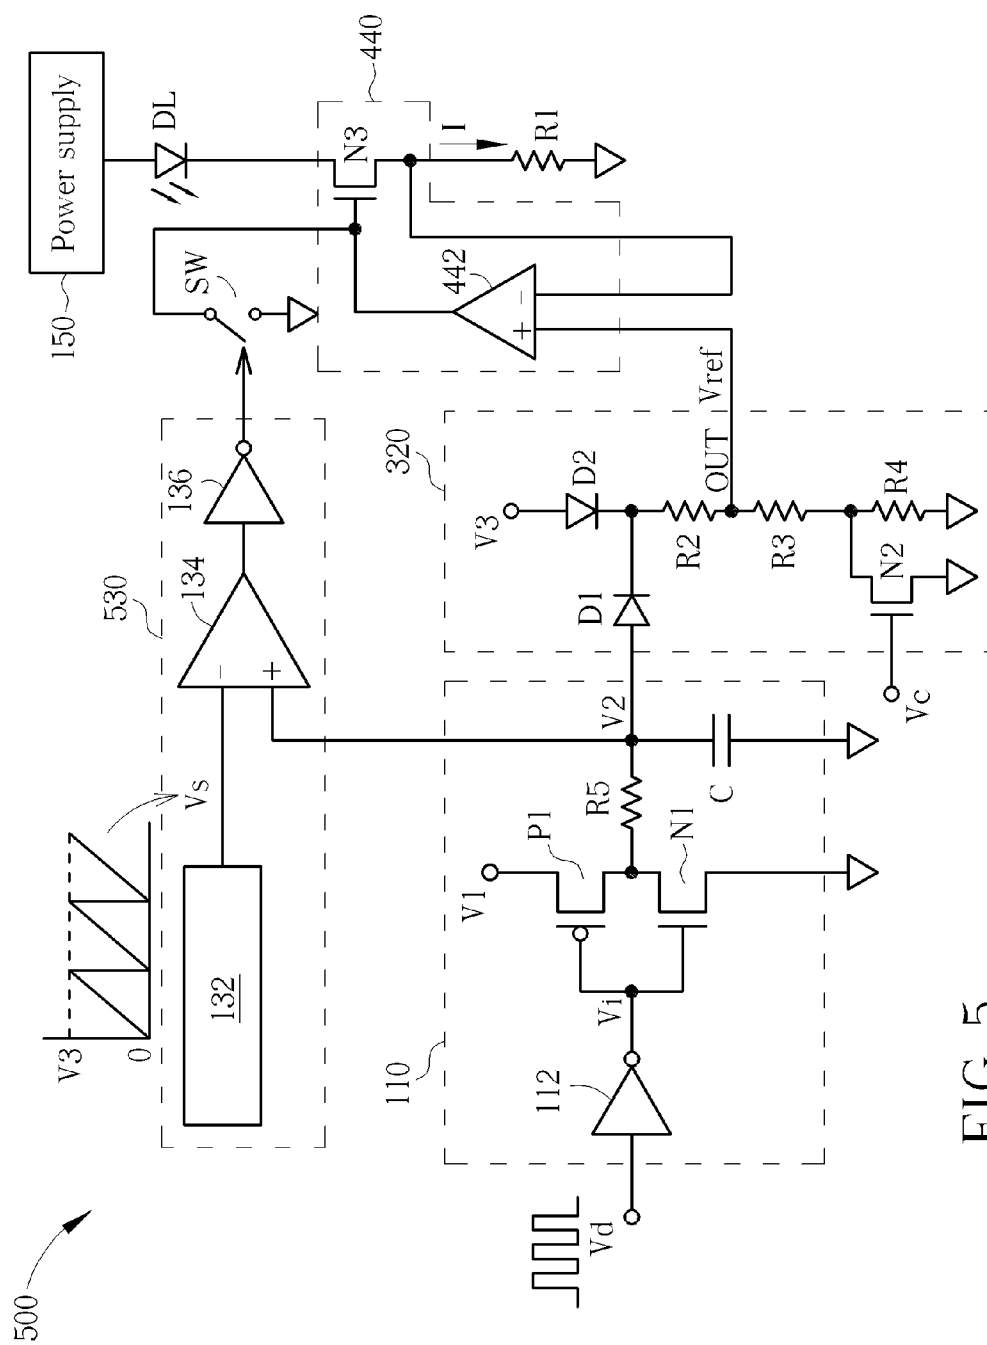 500
Power supply
150
DL
440
N3
I
R1
SW
442
+
−
530
136
134
−
+
Vs
132
V3
0
320
Vref
OUT
V3
D2
R2
R3
R4
N2
D1
Vc
110
V2
R5
C
V1
P1
N1
Vi
112
Vd
FIG. 5